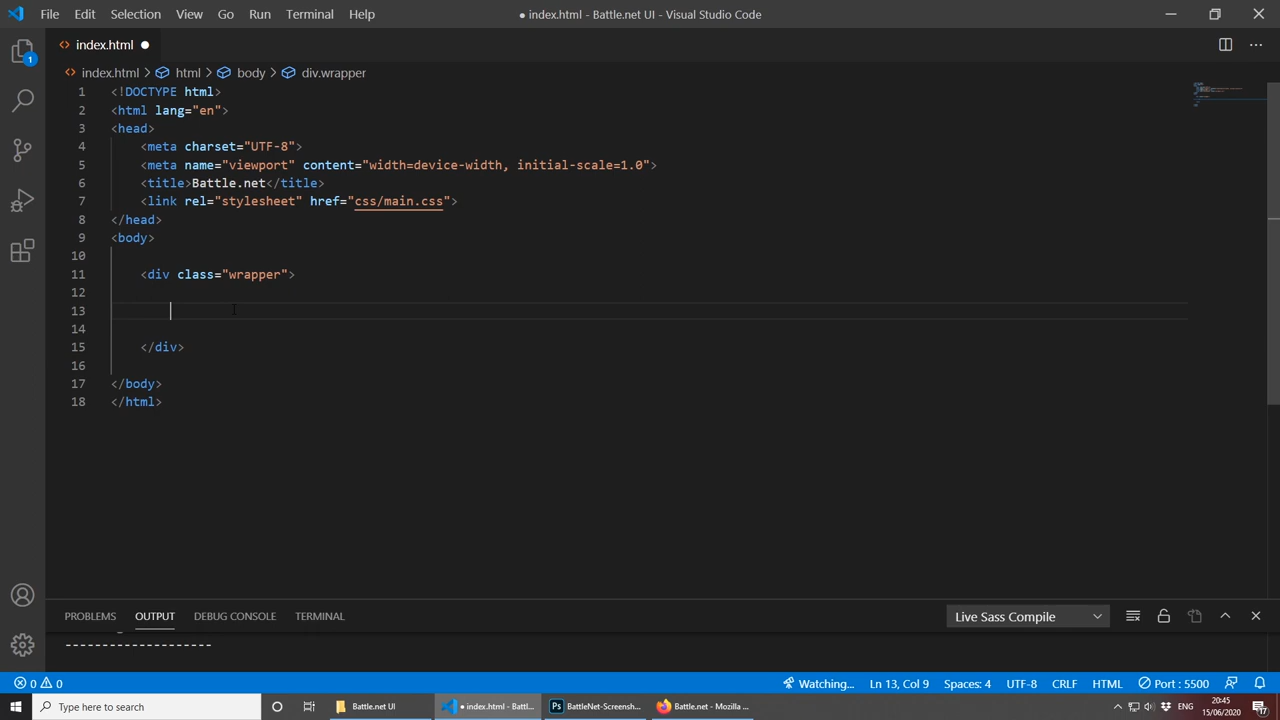 File Edit Selection View Go Run Terminal Help
● index.html - Battle.net UI - Visual Studio Code
index.html ●
index.html > html > body > div.wrapper
1 <!DOCTYPE html>
2 <html lang="en">
3 <head>
4 <meta charset="UTF-8">
5 <meta name="viewport" content="width=device-width, initial-scale=1.0">
6 <title>Battle.net</title>
7 <link rel="stylesheet" href="css/main.css">
8 </head>
9 <body>
10
11 <div class="wrapper">
12
13
14
15 </div>
16
17 </body>
18 </html>
1
PROBLEMS OUTPUT DEBUG CONSOLE TERMINAL Live Sass Compile
--------------------
0 0 Watching... Ln 13, Col 9 Spaces: 4 UTF-8 CRLF HTML Port : 5500
Type here to search Battle.net UI ● index.html - Battl... Ps BattleNet-Screensh... Battle.net - Mozilla ... ENG 20:45
15/06/2020